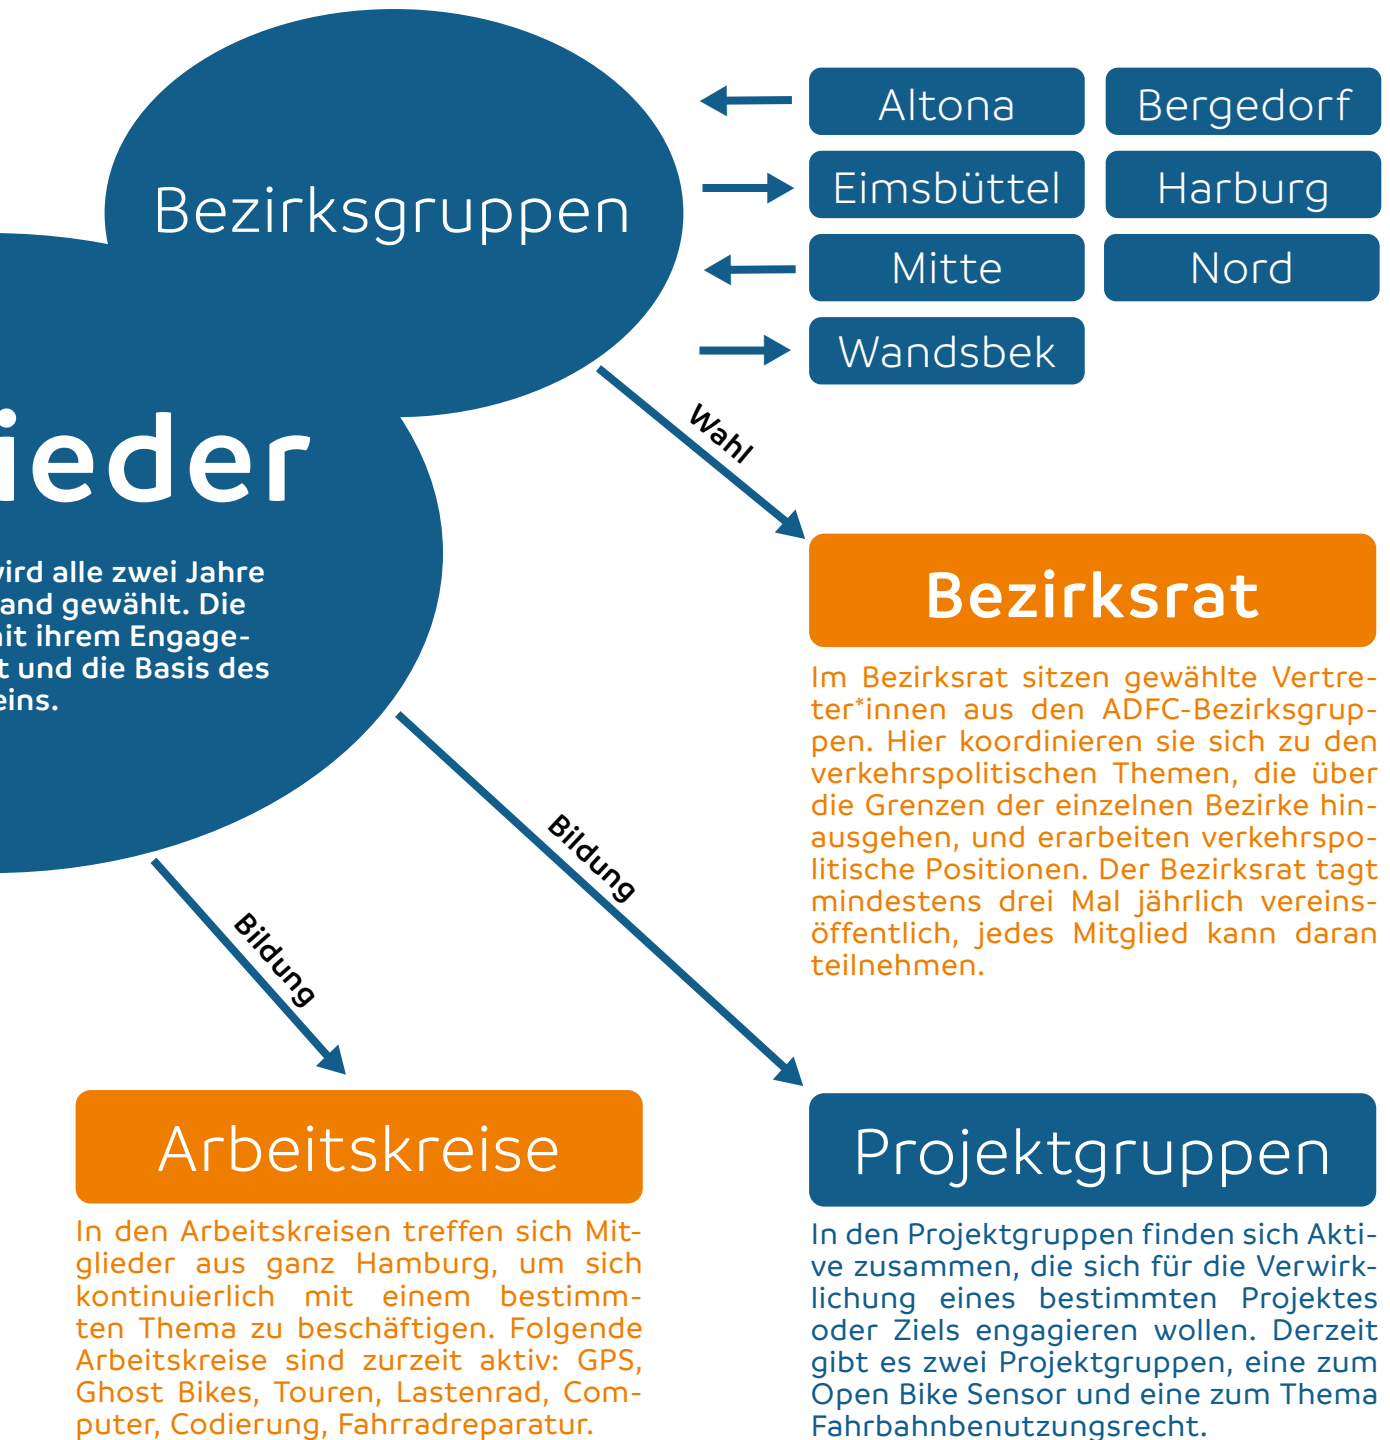 Bezirksgruppen
Altona
Bergedorf
Eimsbüttel
Harburg
Mitte
Nord
Wandsbek
ieder
wird alle zwei Jahre
and gewählt. Die
mit ihrem Engage-
t und die Basis des
eins.
Wahl
Bezirksrat
Im Bezirksrat sitzen gewählte Vertre-
ter*innen aus den ADFC-Bezirksgrup-
pen. Hier koordinieren sie sich zu den
verkehrspolitischen Themen, die über
die Grenzen der einzelnen Bezirke hin-
ausgehen, und erarbeiten verkehrspo-
litische Positionen. Der Bezirksrat tagt
mindestens drei Mal jährlich vereins-
öffentlich, jedes Mitglied kann daran
teilnehmen.
Bildung
Bildung
Arbeitskreise
In den Arbeitskreisen treffen sich Mit-
glieder aus ganz Hamburg, um sich
kontinuierlich mit einem bestimm-
ten Thema zu beschäftigen. Folgende
Arbeitskreise sind zurzeit aktiv: GPS,
Ghost Bikes, Touren, Lastenrad, Com-
puter, Codierung, Fahrradreparatur.
Projektgruppen
In den Projektgruppen finden sich Akti-
ve zusammen, die sich für die Verwirk-
lichung eines bestimmten Projektes
oder Ziels engagieren wollen. Derzeit
gibt es zwei Projektgruppen, eine zum
Open Bike Sensor und eine zum Thema
Fahrbahnbenutzungsrecht.